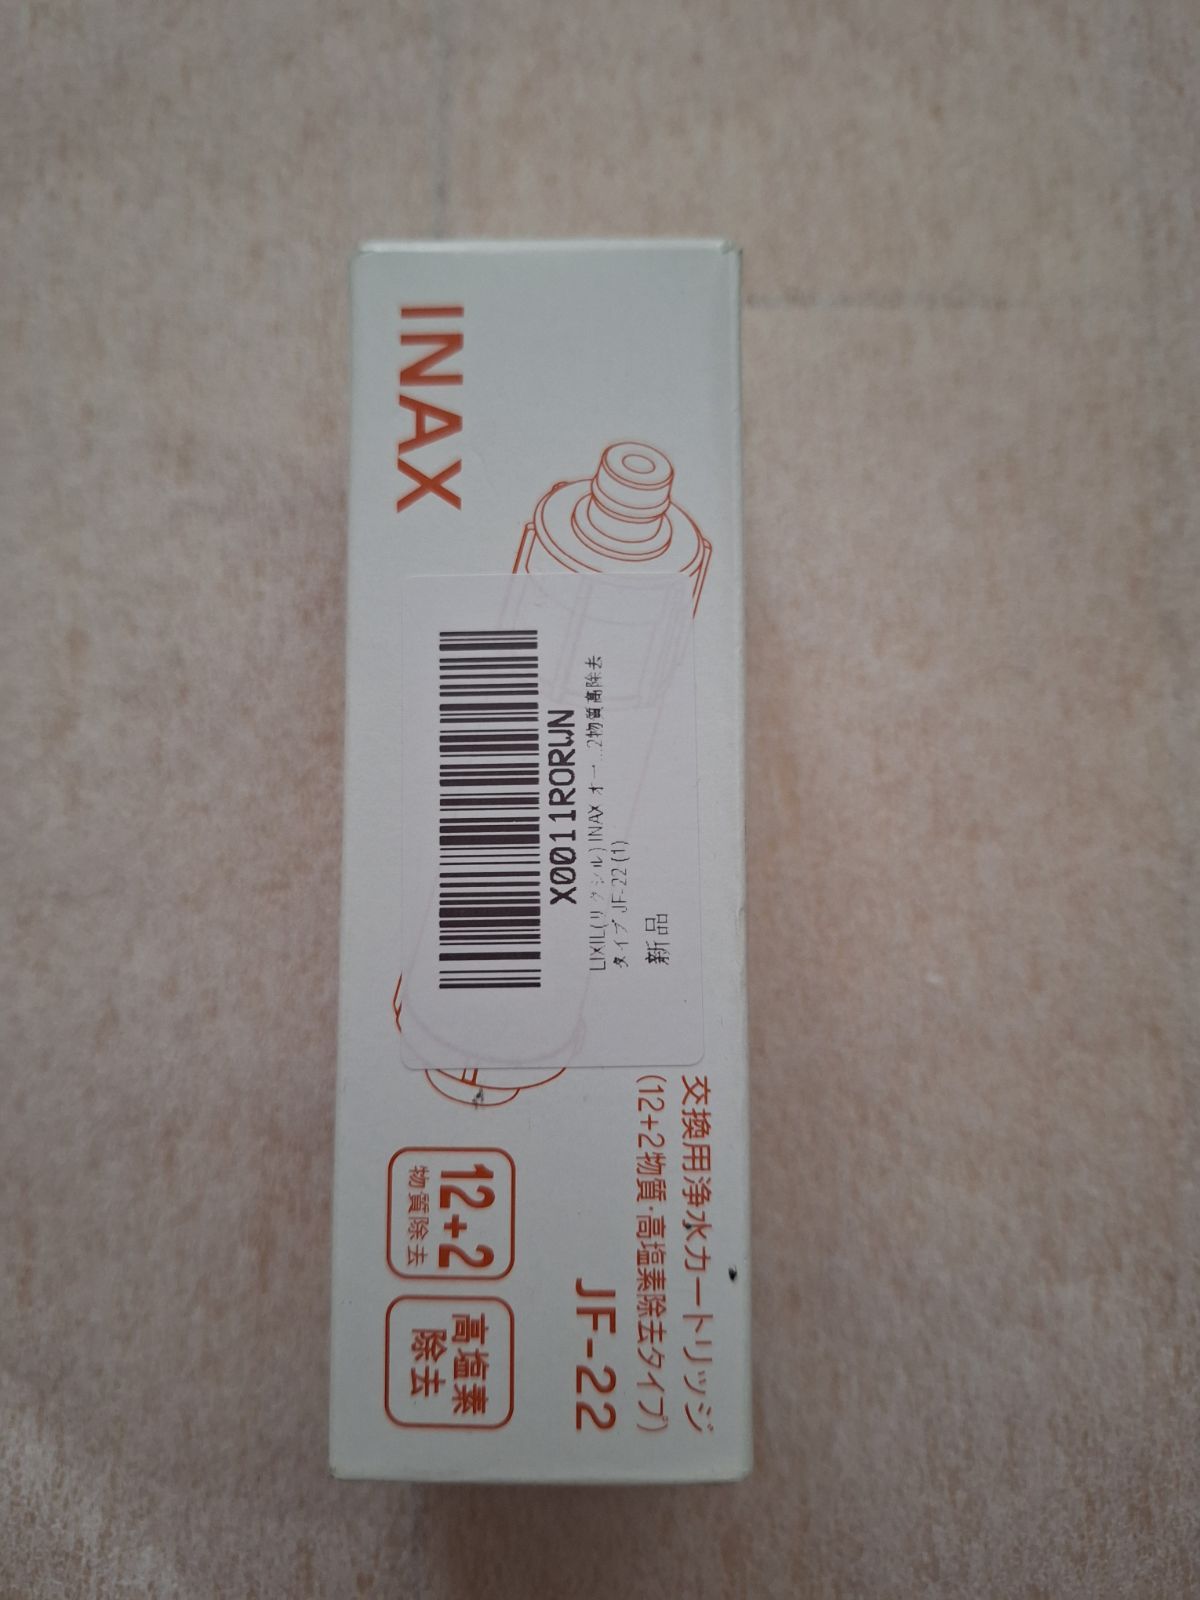 INAX
X0011RORWN
LIXIL(リクシル) INAX オー...2物質高除去
タイプ JF-22 (1)
新品
交換用浄水カートリッジ
(12+2物質・高塩素除去タイプ)
JF-22
12+2
物質除去
高塩素
除去